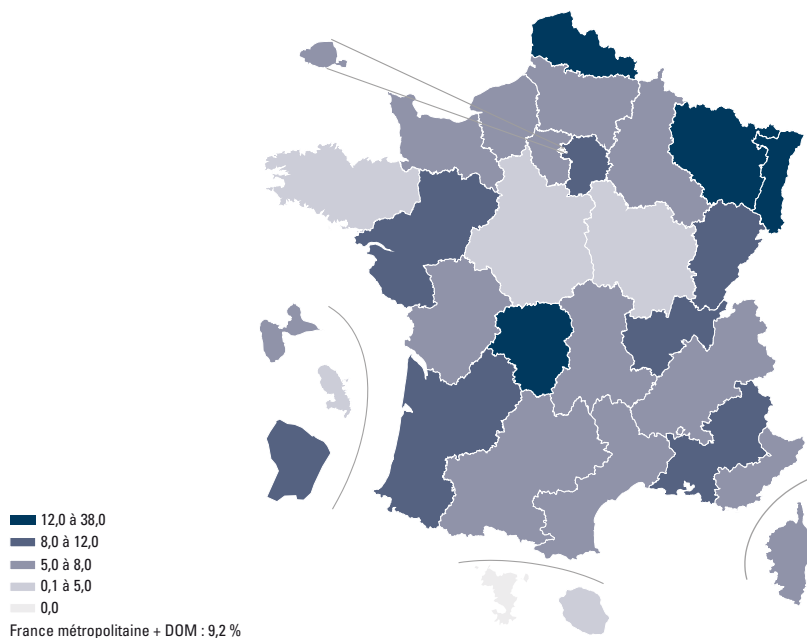 12,0 à 38,0
8,0 à 12,0
5,0 à 8,0
0,1 à 5,0
0,0
France métropolitaine + DOM : 9,2 %